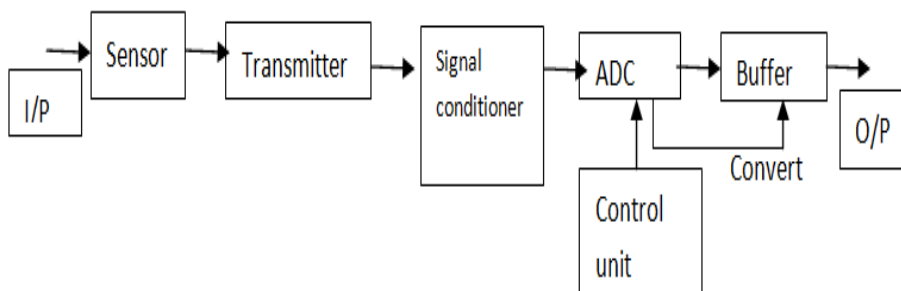 I/P
Sensor
Transmitter
Signal
conditioner
ADC
Buffer
O/P
Convert
Control
unit